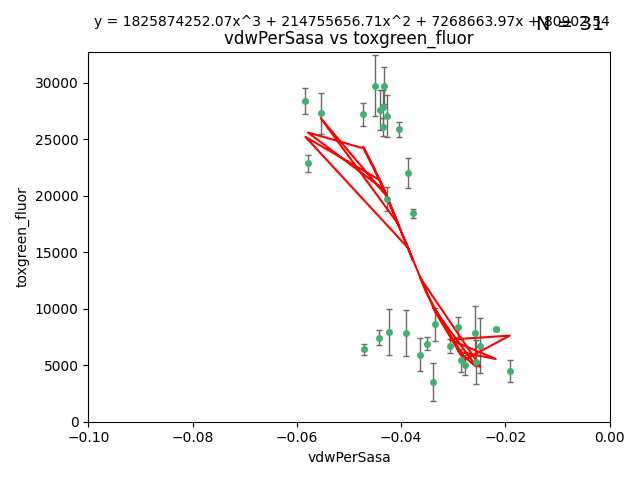 y = 1825874252.07x^3 + 214755656.71x^2 + 7268663.97x + 80902.54
N = 31
vdwPerSasa vs toxgreen_fluor
30000
25000
20000
15000
10000
5000
0
toxgreen_fluor
−0.10
−0.08
−0.06
−0.04
−0.02
0.00
vdwPerSasa